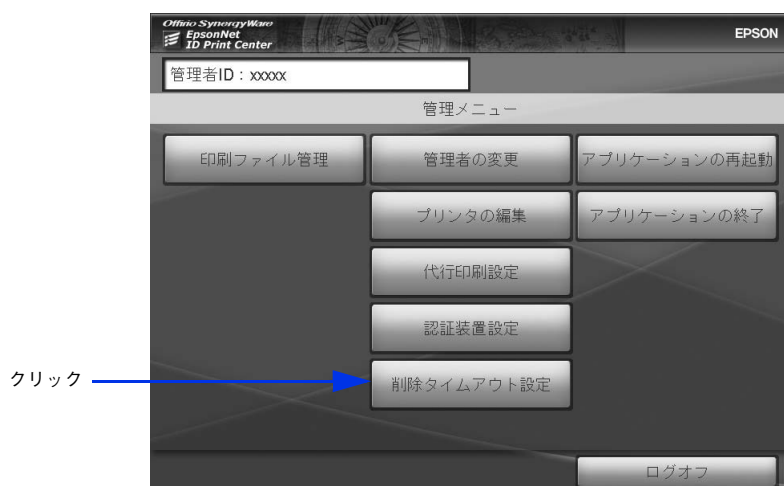 Offirio SynergyWare
EpsonNet
ID Print Center
EPSON
管理者ID：xxxxx
管理メニュー
印刷ファイル管理
管理者の変更
アプリケーションの再起動
プリンタの編集
アプリケーションの終了
代行印刷設定
認証装置設定
クリック
削除タイムアウト設定
ログオフ